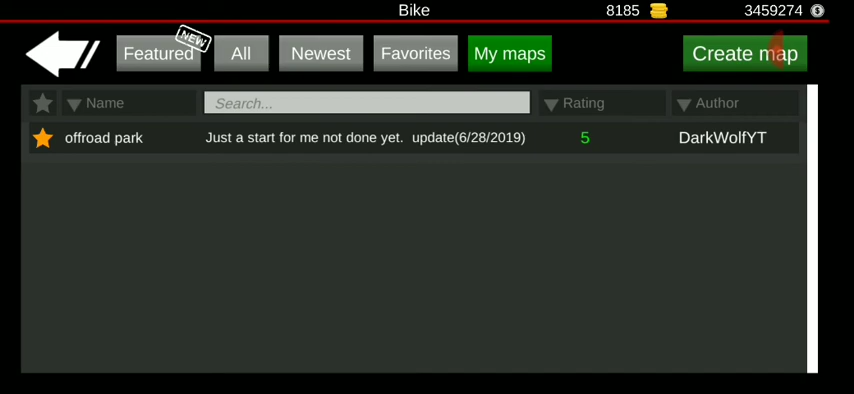 Bike
8185
3459274
Featured
NEW
All
Newest
Favorites
My maps
Create map
Name
Search...
Rating
Author
offroad park
Just a start for me not done yet. update(6/28/2019)
5
DarkWolfYT